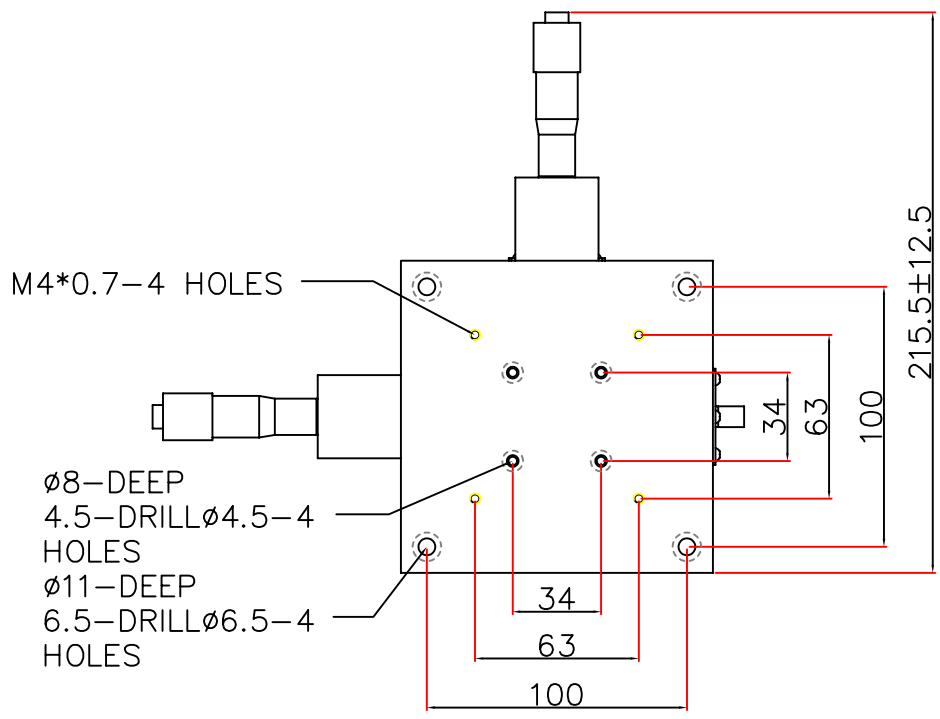 215.5±12.5
M4*0.7-4 HOLES
34
63
100
ø8-DEEP
4.5-DRILLø4.5-4
HOLES
ø11-DEEP
6.5-DRILLø6.5-4
HOLES
34
63
100